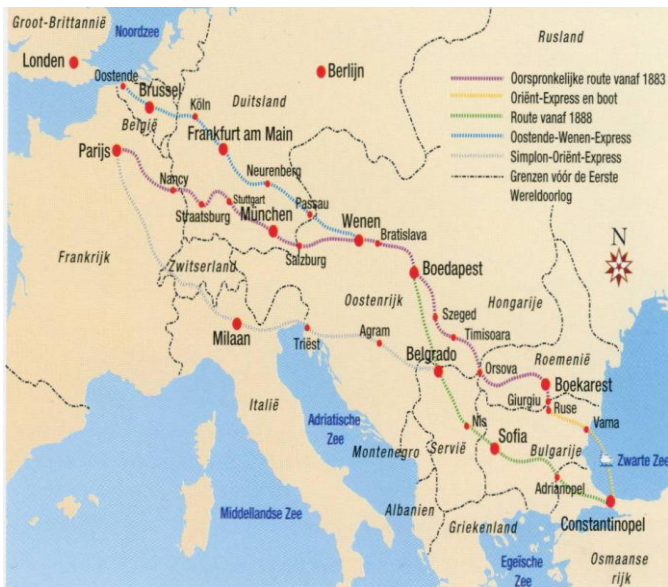 Groot-Brittannië
Noordzee
Rusland
Londen
Berlijn
Oostende
Brussel
België
Köln
Duitsland
Frankfurt am Main
Parijs
Neurenberg
Nancy
Stuttgart
Passau
Straatsburg
München
Wenen
Bratislava
Salzburg
Frankrijk
Zwitserland
Boedapest
Oostenrijk
Hongarije
Szeged
Milaan
Triëst
Agram
Timisoara
Belgrado
Orsova
Roemenië
Boekarest
Giurgiu
Ruse
Italië
Adriatische
Zee
Nis
Varna
Sofia
Montenegro
Servië
Bulgarije
Zwarte Zee
Adrianopel
Middellandse Zee
Albanien
Griekenland
Constantinopel
Egeïsche
Zee
Osmaanse
rijk
Oorspronkelijke route vanaf 1883
Oriënt-Express en boot
Route vanaf 1888
Oostende-Wenen-Express
Simplon-Oriënt-Express
Grenzen vóór de Eerste
Wereldoorlog
N